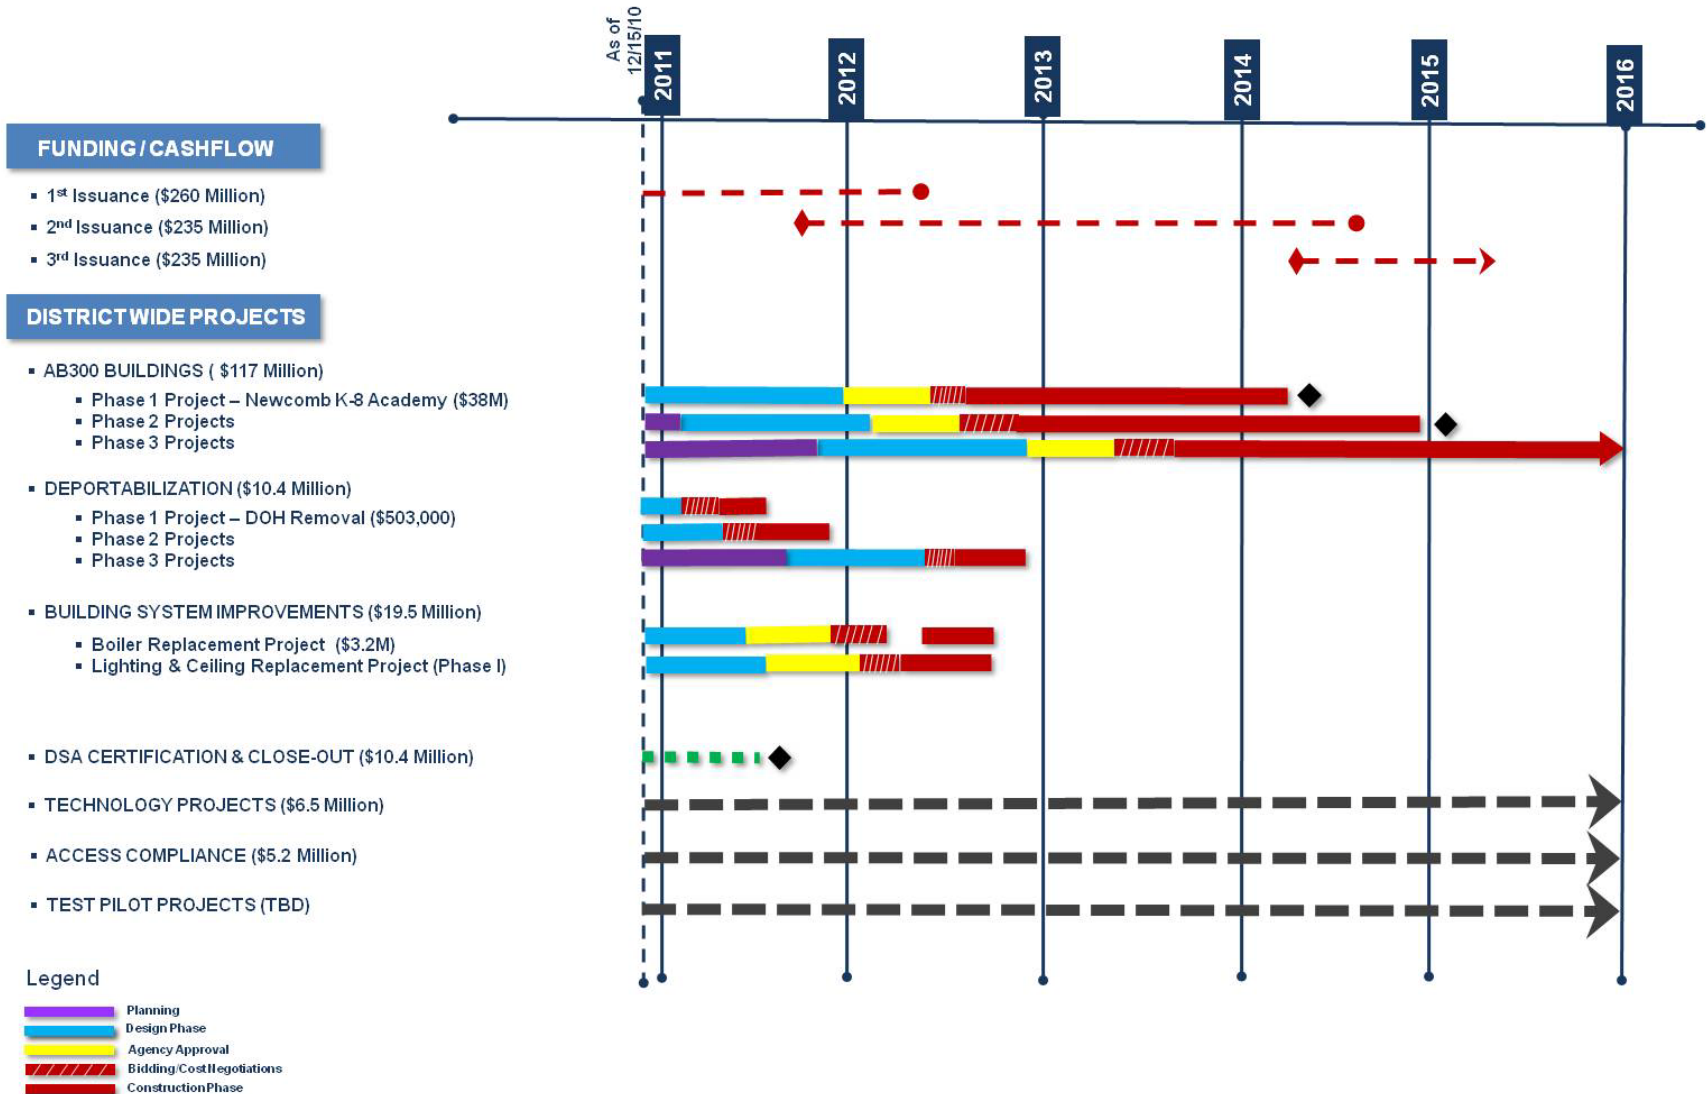 As of
12/15/10
2011
2012
2013
2014
2015
2016
FUNDING / CASHFLOW
▪ 1st Issuance ($260 Million)
▪ 2nd Issuance ($235 Million)
▪ 3rd Issuance ($235 Million)
DISTRICT WIDE PROJECTS
▪ AB300 BUILDINGS ( $117 Million)
▪ Phase 1 Project – Newcomb K-8 Academy ($38M)
▪ Phase 2 Projects
▪ Phase 3 Projects
▪ DEPORTABILIZATION ($10.4 Million)
▪ Phase 1 Project – DOH Removal ($503,000)
▪ Phase 2 Projects
▪ Phase 3 Projects
▪ BUILDING SYSTEM IMPROVEMENTS ($19.5 Million)
▪ Boiler Replacement Project ($3.2M)
▪ Lighting & Ceiling Replacement Project (Phase I)
▪ DSA CERTIFICATION & CLOSE-OUT ($10.4 Million)
▪ TECHNOLOGY PROJECTS ($6.5 Million)
▪ ACCESS COMPLIANCE ($5.2 Million)
▪ TEST PILOT PROJECTS (TBD)
Legend
Planning
Design Phase
Agency Approval
Bidding/Cost Negotiations
Construction Phase